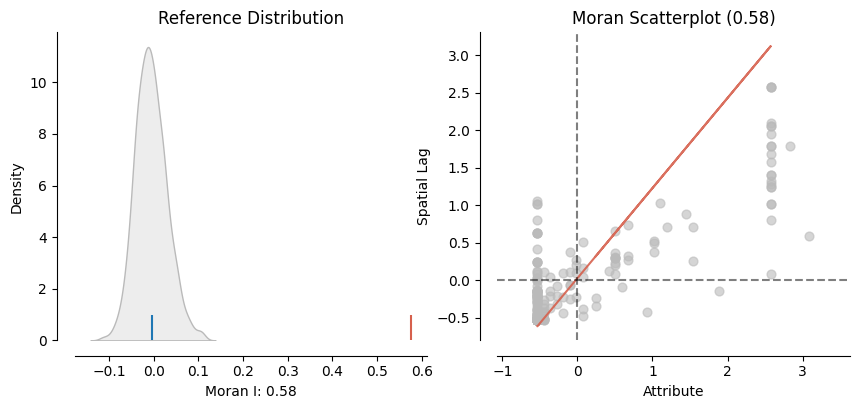 Reference Distribution
Density
10
8
6
4
2
0
−0.1 0.0 0.1 0.2 0.3 0.4 0.5 0.6
Moran I: 0.58
Moran Scatterplot (0.58)
Spatial Lag
3.0
2.5
2.0
1.5
1.0
0.5
0.0
−0.5
−1 0 1 2 3
Attribute